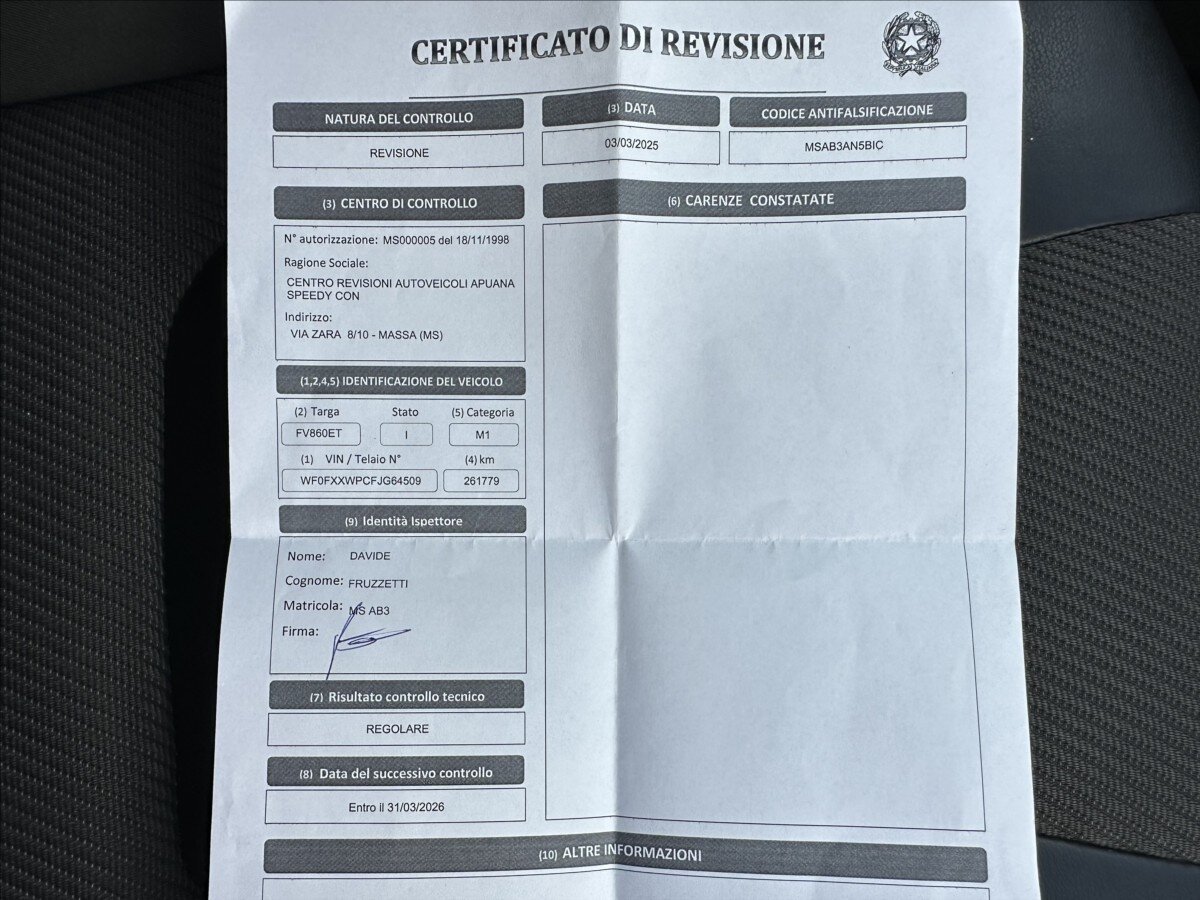 CERTIFICATO DI REVISIONE
NATURA DEL CONTROLLO
REVISIONE
(3) DATA
03/03/2025
CODICE ANTIFALSIFICAZIONE
MSAB3AN5BIC
(3) CENTRO DI CONTROLLO
N° autorizzazione: MS000005 del 18/11/1998
Ragione Sociale:
CENTRO REVISIONI AUTOVEICOLI APUANA
SPEEDY CON
Indirizzo:
VIA ZARA 8/10 - MASSA (MS)
(1,2,4,5) IDENTIFICAZIONE DEL VEICOLO
(2) Targa Stato (5) Categoria
FV860ET I M1
(1) VIN / Telaio N° (4) km
WF0FXXWPCFJG64509 261779
(9) Identità Ispettore
Nome: DAVIDE
Cognome: FRUZZETTI
Matricola: MS AB3
Firma:
(7) Risultato controllo tecnico
REGOLARE
(8) Data del successivo controllo
Entro il 31/03/2026
(6) CARENZE CONSTATATE
(10) ALTRE INFORMAZIONI